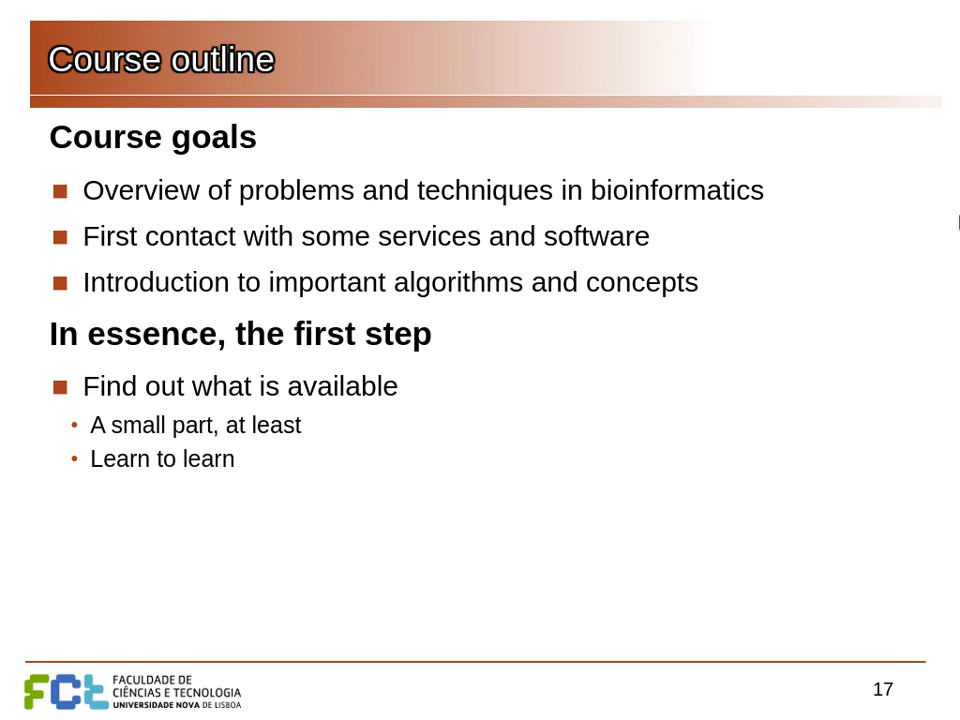 Course outline
Course goals
Overview of problems and techniques in bioinformatics
First contact with some services and software
Introduction to important algorithms and concepts
In essence, the first step
Find out what is available
A small part, at least
Learn to learn
FCT
FACULDADE DE
CIÊNCIAS E TECNOLOGIA
UNIVERSIDADE NOVA DE LISBOA
17